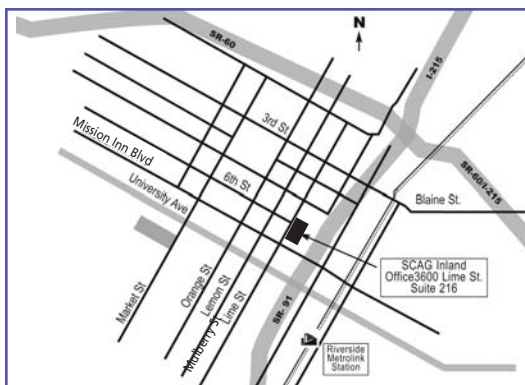 N
SR-60
I-215
3rd St
Mission Inn Blvd
6th St
University Ave
SR-60/I-215
Blaine St.
SCAG Inland
Office3600 Lime St.
Suite 216
Market St
Orange St
Lemon St
Mulberry St
Lime St
SR- 91
Riverside
Metrolink
Station